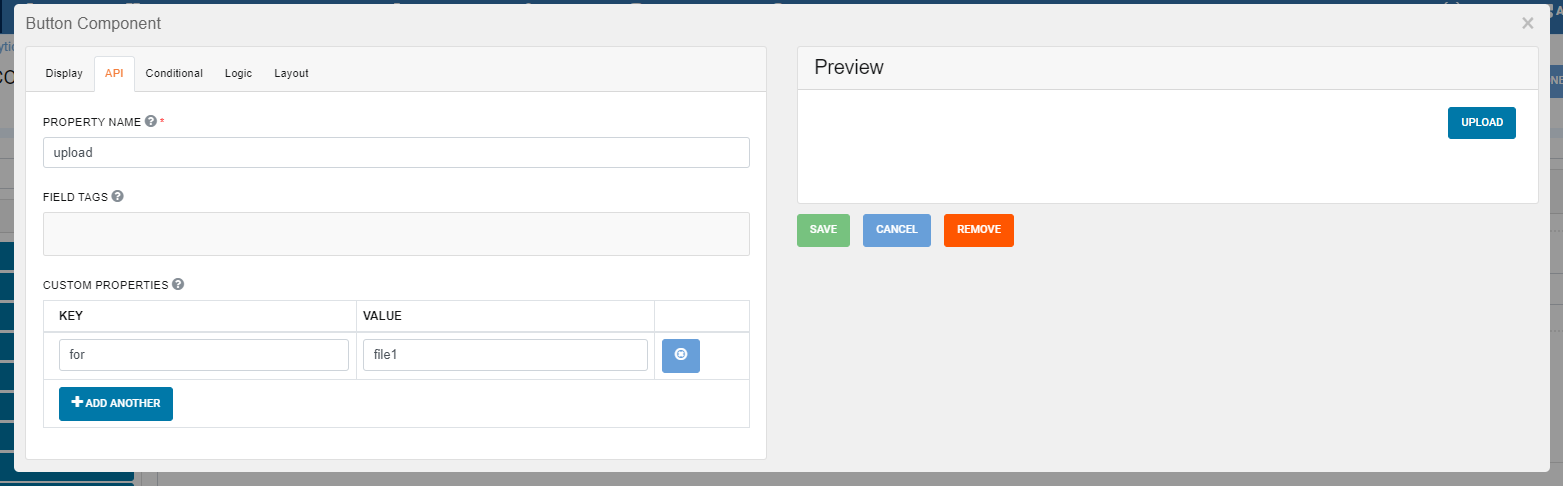 Button Component
×
Display API Conditional Logic Layout
PROPERTY NAME *
upload
FIELD TAGS
CUSTOM PROPERTIES
KEY VALUE
for file1
ADD ANOTHER
Preview
UPLOAD
SAVE CANCEL REMOVE